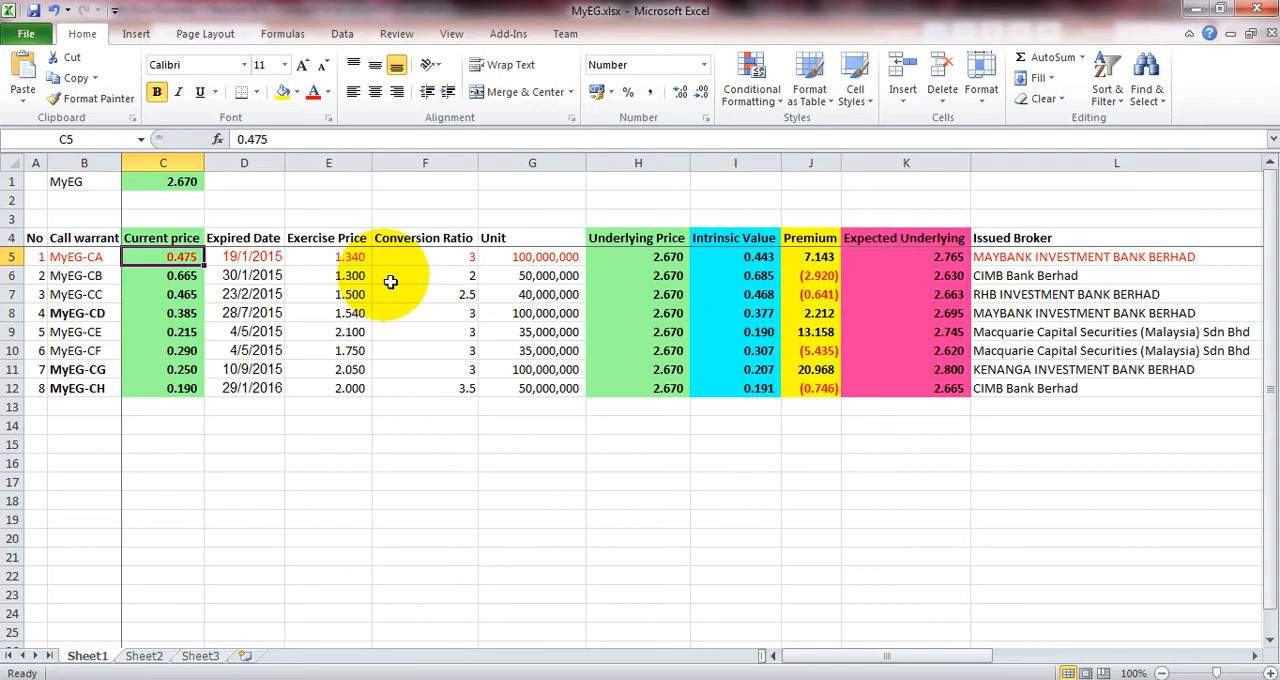 MyEG.xlsx - Microsoft Excel
File Home Insert Page Layout Formulas Data Review View Add-Ins Team
Paste
Cut
Copy
Format Painter
Clipboard
Calibri 11
B I U
Font
Wrap Text
Merge & Center
Alignment
Number
% ,
Number
Conditional Formatting
Format as Table
Cell Styles
Styles
Insert Delete Format
Cells
Σ AutoSum
Fill
Clear
Sort & Filter
Find & Select
Editing
C5 fx 0.475
A B C D E F G H I J K L
1 MyEG 2.670
2
3
4 No Call warrant Current price Expired Date Exercise Price Conversion Ratio Unit Underlying Price Intrinsic Value Premium Expected Underlying Issued Broker
5 1 MyEG-CA 0.475 19/1/2015 1.340 3 100,000,000 2.670 0.443 7.143 2.765 MAYBANK INVESTMENT BANK BERHAD
6 2 MyEG-CB 0.665 30/1/2015 1.300 2 50,000,000 2.670 0.685 (2.920) 2.630 CIMB Bank Berhad
7 3 MyEG-CC 0.465 23/2/2015 1.500 2.5 40,000,000 2.670 0.468 (0.641) 2.663 RHB INVESTMENT BANK BERHAD
8 4 MyEG-CD 0.385 28/7/2015 1.540 3 100,000,000 2.670 0.377 2.212 2.695 MAYBANK INVESTMENT BANK BERHAD
9 5 MyEG-CE 0.215 4/5/2015 2.100 3 35,000,000 2.670 0.190 13.158 2.745 Macquarie Capital Securities (Malaysia) Sdn Bhd
10 6 MyEG-CF 0.290 4/5/2015 1.750 3 35,000,000 2.670 0.307 (5.435) 2.620 Macquarie Capital Securities (Malaysia) Sdn Bhd
11 7 MyEG-CG 0.250 10/9/2015 2.050 3 100,000,000 2.670 0.207 20.968 2.800 KENANGA INVESTMENT BANK BERHAD
12 8 MyEG-CH 0.190 29/1/2016 2.000 3.5 50,000,000 2.670 0.191 (0.746) 2.665 CIMB Bank Berhad
13
14
15
16
17
18
19
20
21
22
23
24
25
Sheet1 Sheet2 Sheet3
Ready 100%